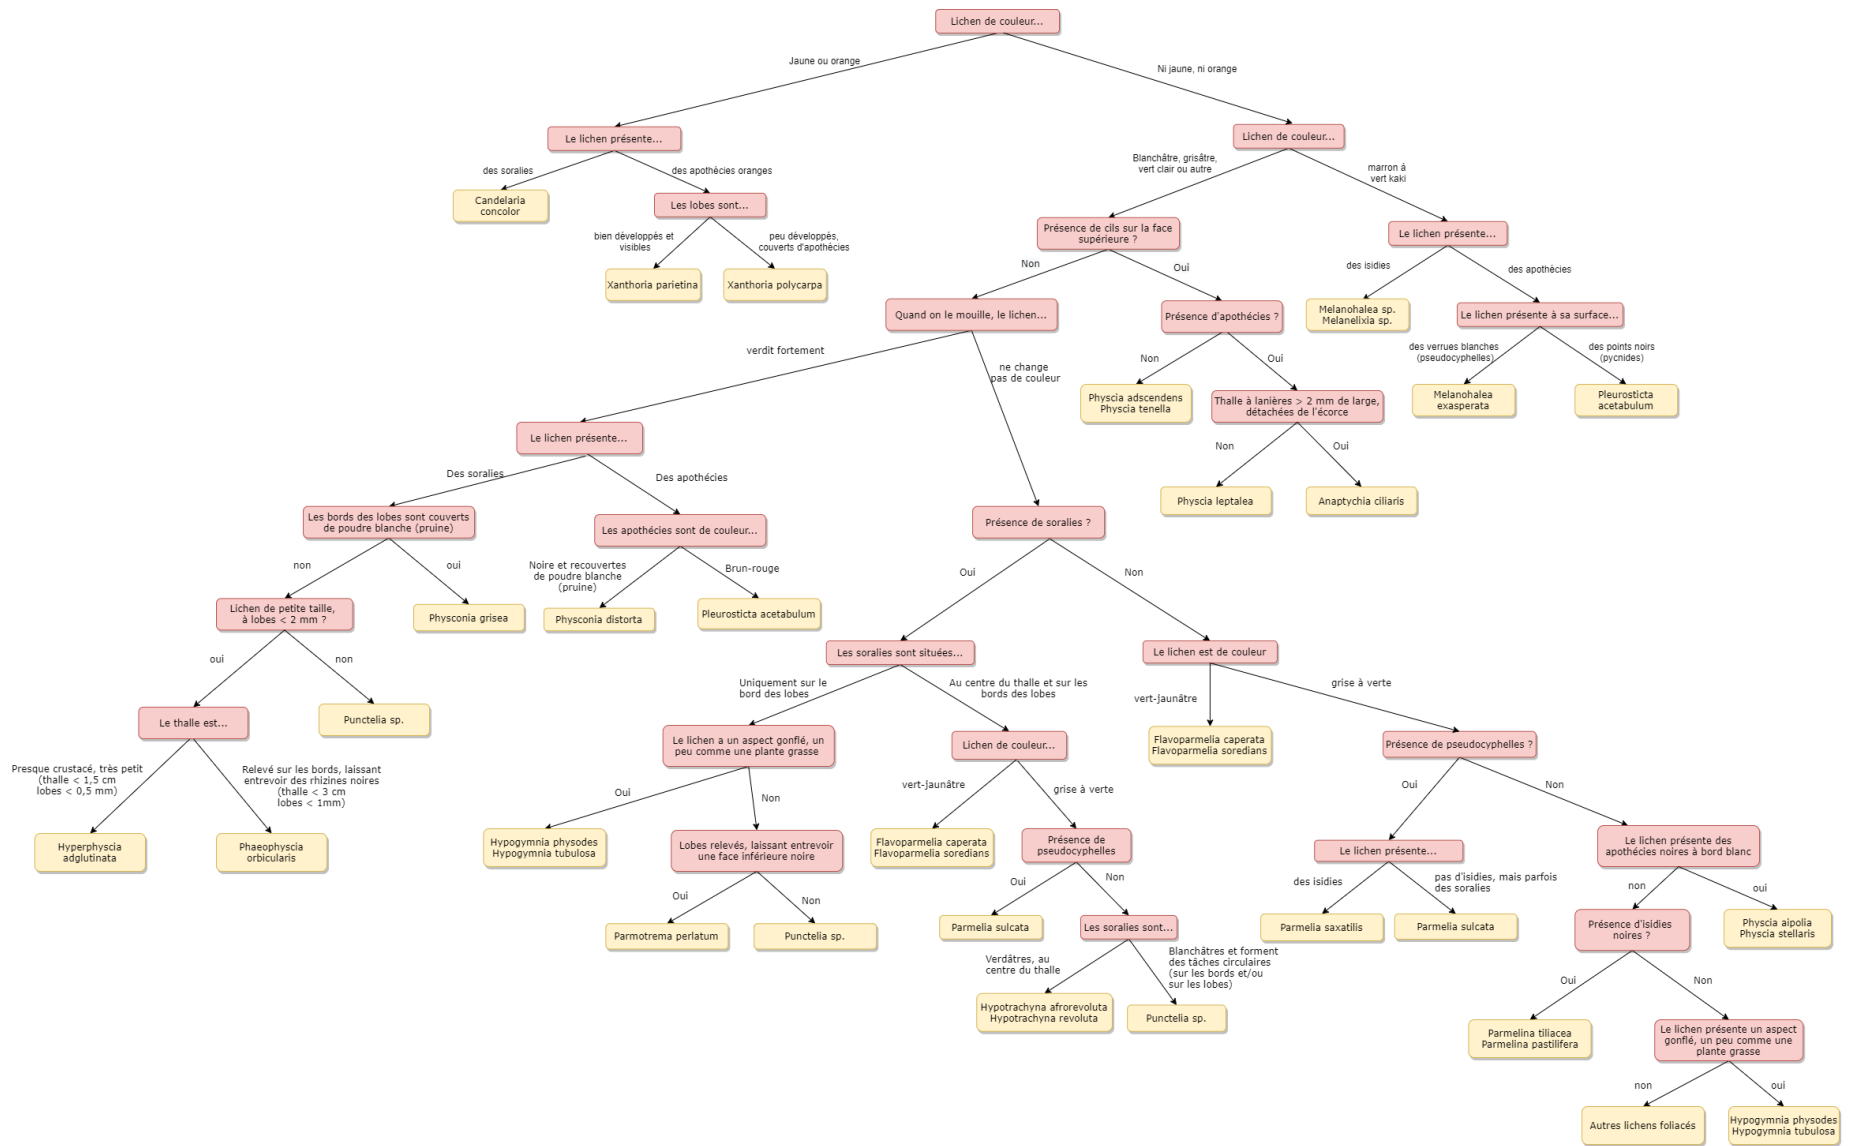 Lichen de couleur...
Jaune ou orange
Ni jaune, ni orange
Le lichen présente...
Lichen de couleur...
des soralies
des apothécies oranges
Blanchâtre, grisâtre,
vert clair ou autre
marron à
vert kaki
Candelaria
concolor
Les lobes sont...
Présence de cils sur la face
supérieure ?
Le lichen présente...
bien développés et
visibles
peu développés,
couverts d'apothécies
Non
Oui
des isidies
des apothécies
Xanthoria parietina
Xanthoria polycarpa
Quand on le mouille, le lichen...
Présence d'apothécies ?
Melanohalea sp.
Melanelixia sp.
Le lichen présente à sa surface...
verdit fortement
ne change
pas de couleur
Non
Oui
des verrues blanches
(pseudocyphelles)
des points noirs
(pycnides)
Physcia adscendens
Physcia tenella
Thalle à lanières > 2 mm de large,
détachées de l'écorce
Melanohalea
exasperata
Pleurosticta
acetabulum
Le lichen présente...
Non
Oui
Des soralies
Des apothécies
Physcia leptalea
Anaptychia ciliaris
Les bords des lobes sont couverts
de poudre blanche (pruine)
Les apothécies sont de couleur...
Présence de soralies ?
non
oui
Noire et recouvertes
de poudre blanche
(pruine)
Brun-rouge
Oui
Non
Lichen de petite taille,
à lobes < 2 mm ?
Physconia grisea
Physconia distorta
Pleurosticta acetabulum
oui
non
Les soralies sont situées...
Le lichen est de couleur
Uniquement sur le
bord des lobes
Au centre du thalle et sur les
bords des lobes
vert-jaunâtre
grise à verte
Le thalle est...
Punctelia sp.
Le lichen a un aspect gonflé, un
peu comme une plante grasse
Lichen de couleur...
Flavoparmelia caperata
Flavoparmelia soredians
Présence de pseudocyphelles ?
Presque crustacé, très petit
(thalle < 1,5 cm
lobes < 0,5 mm)
Relevé sur les bords, laissant
entrevoir des rhizines noires
(thalle < 3 cm
lobes < 1mm)
Oui
Non
vert-jaunâtre
grise à verte
Oui
Non
Hyperphyscia
adglutinata
Phaeophyscia
orbicularis
Hypogymnia physodes
Hypogymnia tubulosa
Lobes relevés, laissant entrevoir
une face inférieure noire
Flavoparmelia caperata
Flavoparmelia soredians
Présence de
pseudocyphelles
Le lichen présente...
Le lichen présente des
apothécies noires à bord blanc
Oui
Non
Oui
Non
des isidies
pas d'isidies, mais parfois
des soralies
non
oui
Parmotrema perlatum
Punctelia sp.
Parmelia sulcata
Les soralies sont...
Parmelia saxatilis
Parmelia sulcata
Présence d'isidies
noires ?
Physcia aipolia
Physcia stellaris
Verdâtres, au
centre du thalle
Blanchâtres et forment
des tâches circulaires
(sur les bords et/ou
sur les lobes)
Oui
Non
Hypotrachyna afrorevoluta
Hypotrachyna revoluta
Punctelia sp.
Parmelina tiliacea
Parmelina pastilifera
Le lichen présente un aspect
gonflé, un peu comme une
plante grasse
non
oui
Autres lichens foliacés
Hypogymnia physodes
Hypogymnia tubulosa